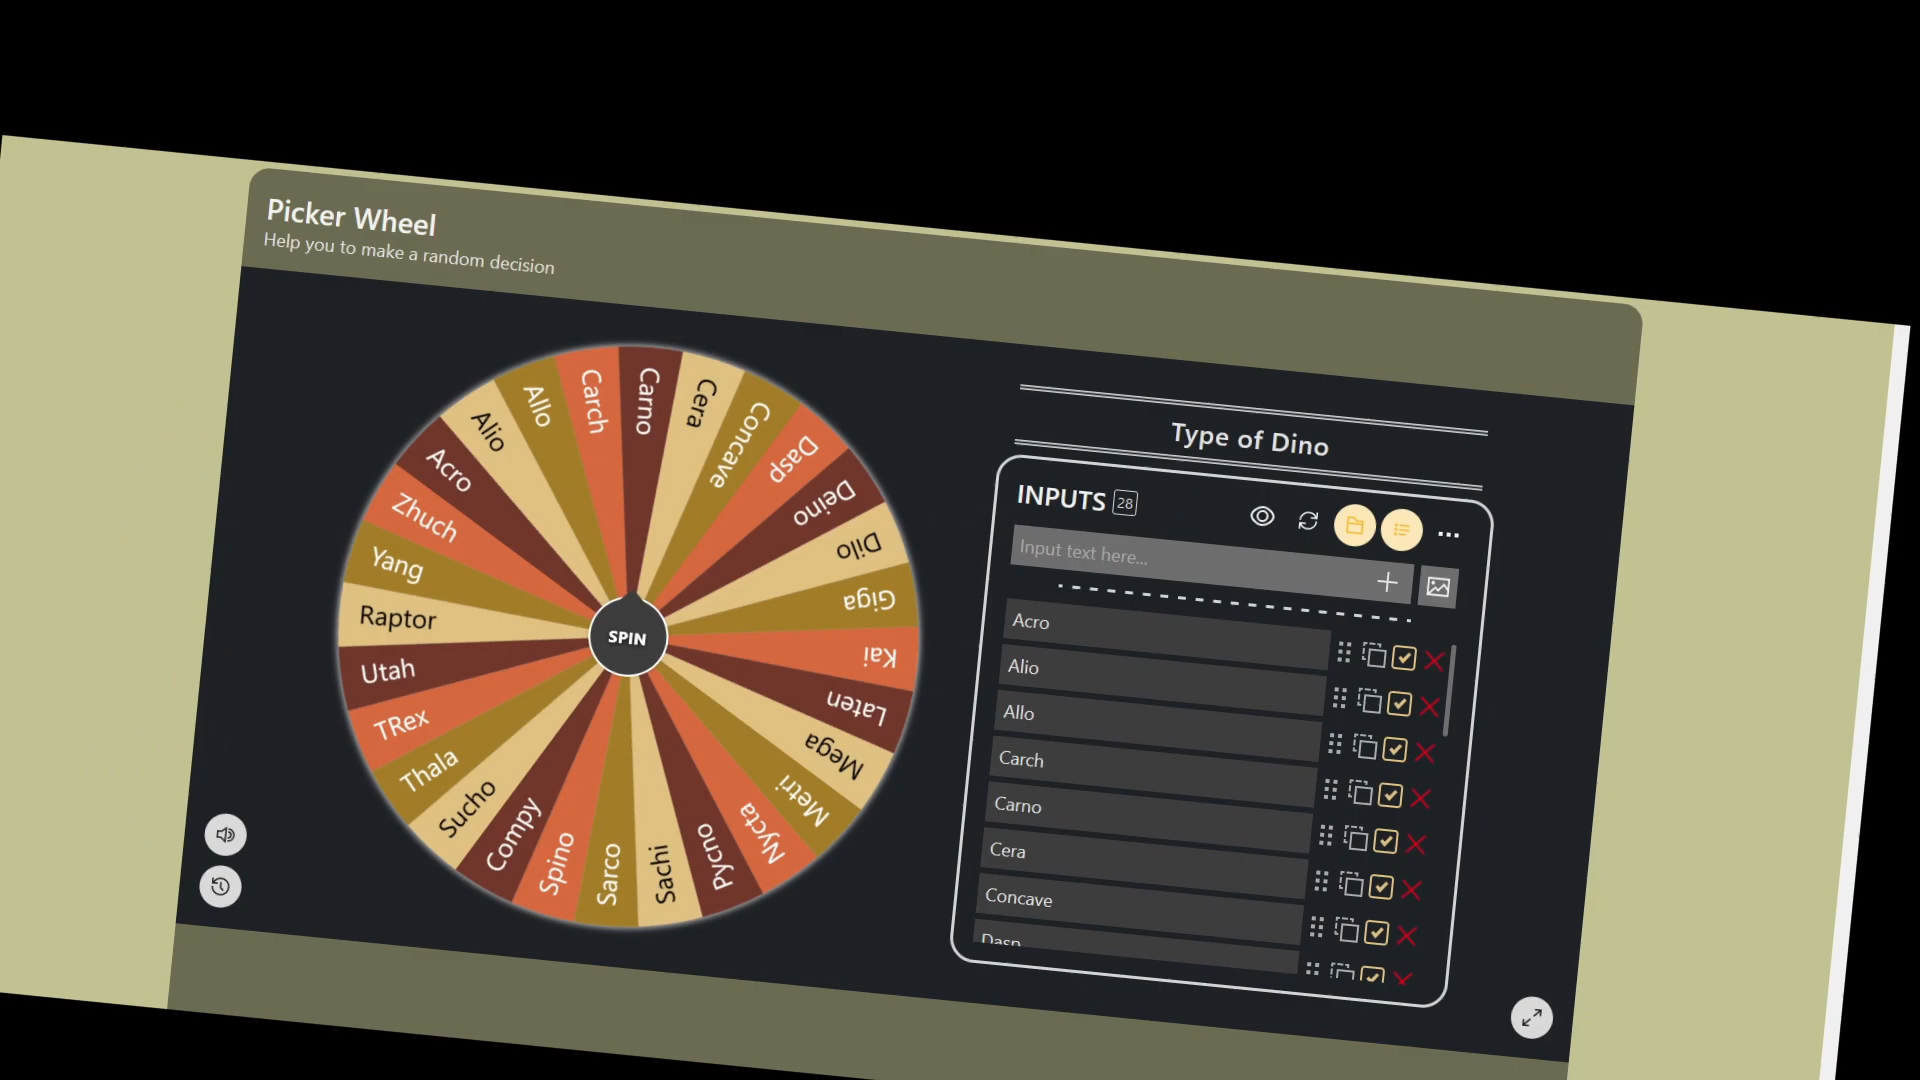 Picker Wheel
Help you to make a random decision
Type of Dino
INPUTS 28
Input text here...
Acro
Alio
Allo
Carch
Carno
Cera
Concave
Dasp
SPIN
Carno
Cera
Concave
Dasp
Deino
Dilo
Giga
Kai
Laten
Mega
Metri
Nycta
Pycno
Sachi
Sarco
Spino
Compy
Sucho
Thala
TRex
Utah
Raptor
Yang
Zhuch
Acro
Alio
Allo
Carch